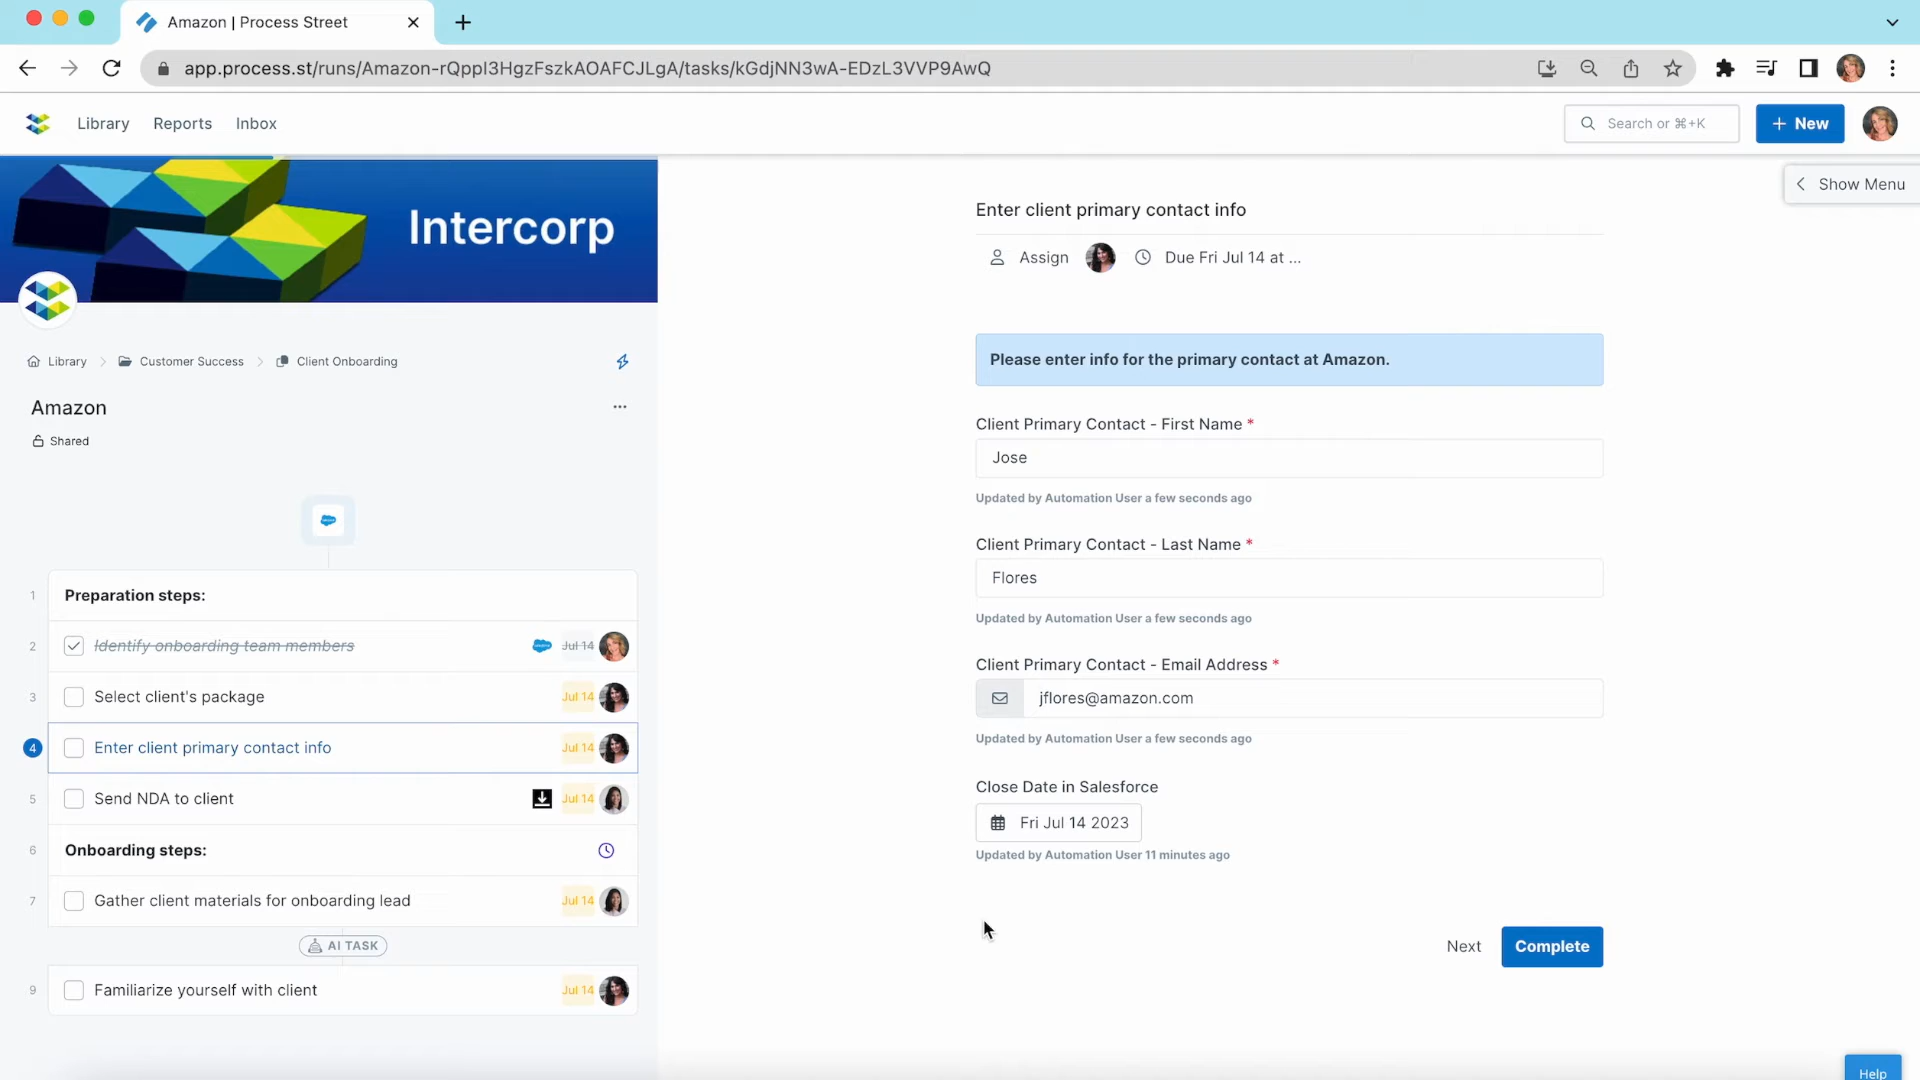 Amazon | Process Street
app.process.st/runs/Amazon-rQppI3HgzFszkAOAFCJLgA/tasks/kGdjNN3wA-EDzL3VVP9AwQ
Library Reports Inbox
Search or ⌘+K
+ New
Intercorp
Library > Customer Success > Client Onboarding
Amazon
...
Shared
1 Preparation steps:
2 Identify onboarding team members Jul 14
3 Select client's package Jul 14
4 Enter client primary contact info Jul 14
5 Send NDA to client Jul 14
6 Onboarding steps:
7 Gather client materials for onboarding lead Jul 14
AI TASK
9 Familiarize yourself with client Jul 14
Show Menu
Enter client primary contact info
Assign Due Fri Jul 14 at ...
Please enter info for the primary contact at Amazon.
Client Primary Contact - First Name *
Jose
Updated by Automation User a few seconds ago
Client Primary Contact - Last Name *
Flores
Updated by Automation User a few seconds ago
Client Primary Contact - Email Address *
jflores@amazon.com
Updated by Automation User a few seconds ago
Close Date in Salesforce
Fri Jul 14 2023
Updated by Automation User 11 minutes ago
Next Complete
Help